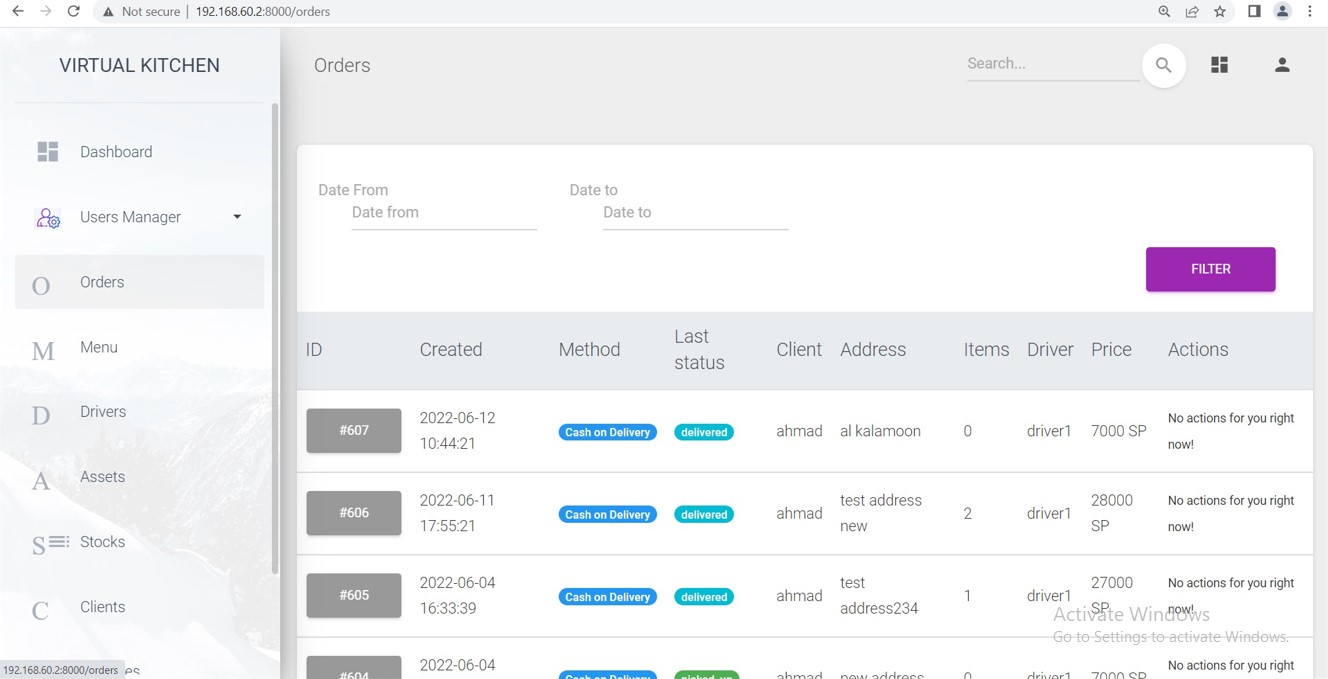 Not secure | 192.168.60.2:8000/orders
VIRTUAL KITCHEN
Orders
Search...
Dashboard
Users Manager
O Orders
M Menu
D Drivers
A Assets
S Stocks
C Clients
192.168.60.2:8000/orders
es
Date From
Date from
Date to
Date to
FILTER
ID Created Method Last status Client Address Items Driver Price Actions
#607 2022-06-12 10:44:21 Cash on Delivery delivered ahmad al kalamoon 0 driver1 7000 SP No actions for you right now!
#606 2022-06-11 17:55:21 Cash on Delivery delivered ahmad test address new 2 driver1 28000 SP No actions for you right now!
#605 2022-06-04 16:33:39 Cash on Delivery delivered ahmad test address234 1 driver1 27000 SP No actions for you right now!
#604 2022-06-04 Cash on Delivery picked_up ahmad new address 0 driver1 7000 SP No actions for you right
Activate Windows
Go to Settings to activate Windows.